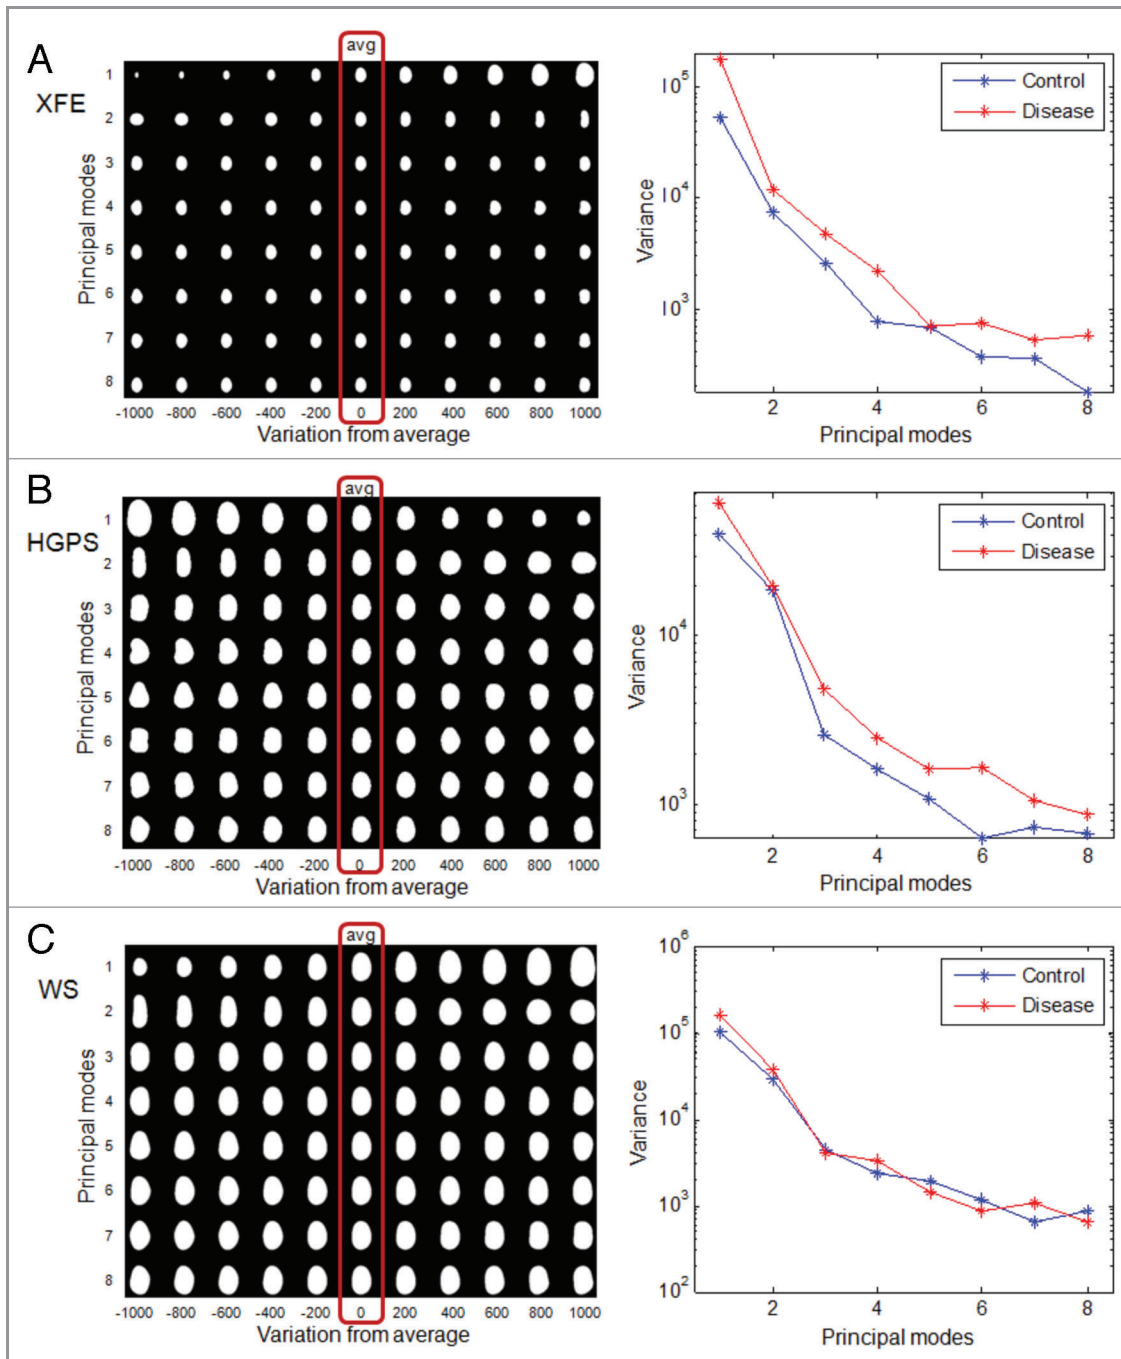 A
XFE
avg
1
2
3
4
5
6
7
8
Principal modes
-1000 -800 -600 -400 -200 0 200 400 600 800 1000
Variation from average
Control
Disease
10^5
10^4
10^3
Variance
2 4 6 8
Principal modes
B
HGPS
avg
1
2
3
4
5
6
7
8
Principal modes
-1000 -800 -600 -400 -200 0 200 400 600 800 1000
Variation from average
Control
Disease
10^4
10^3
Variance
2 4 6 8
Principal modes
C
WS
avg
1
2
3
4
5
6
7
8
Principal modes
-1000 -800 -600 -400 -200 0 200 400 600 800 1000
Variation from average
Control
Disease
10^6
10^5
10^4
10^3
10^2
Variance
2 4 6 8
Principal modes